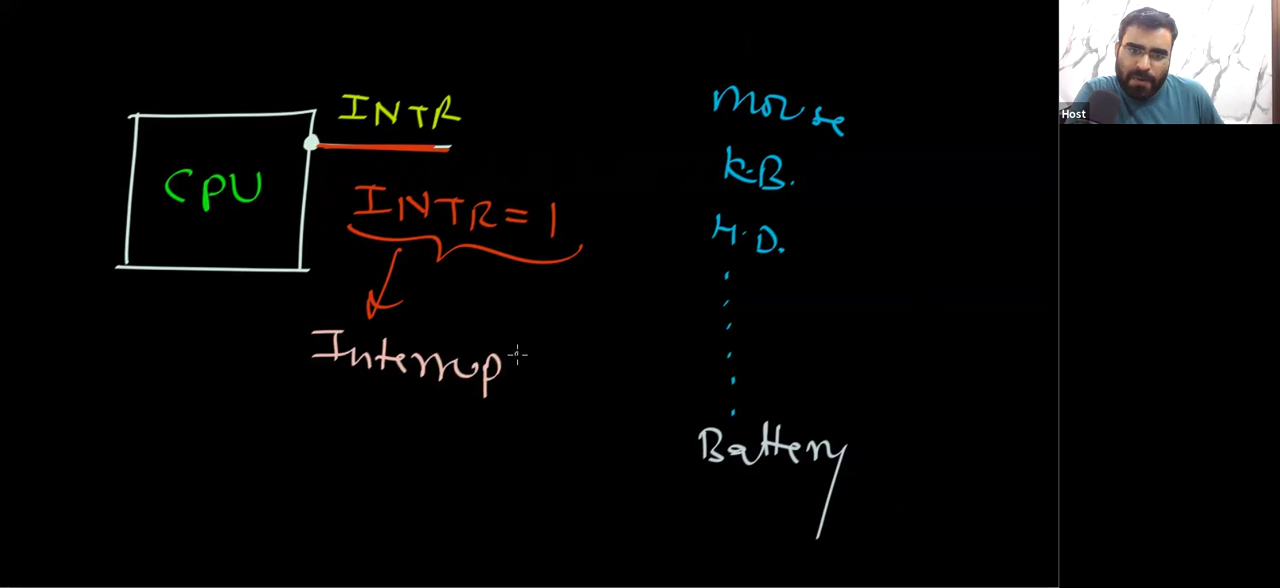 INTR
CPU
INTR = 1
Interrup
Mouse
K.B.
H.D.
Battery
Host